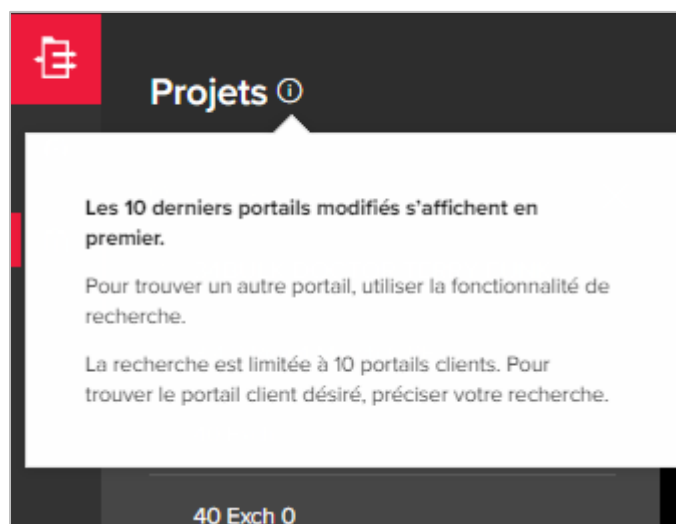 Projets
Les 10 derniers portails modifiés s'affichent en
premier.
Pour trouver un autre portail, utiliser la fonctionnalité de
recherche.
La recherche est limitée à 10 portails clients. Pour
trouver le portail client désiré, préciser votre recherche.
40 Exch 0